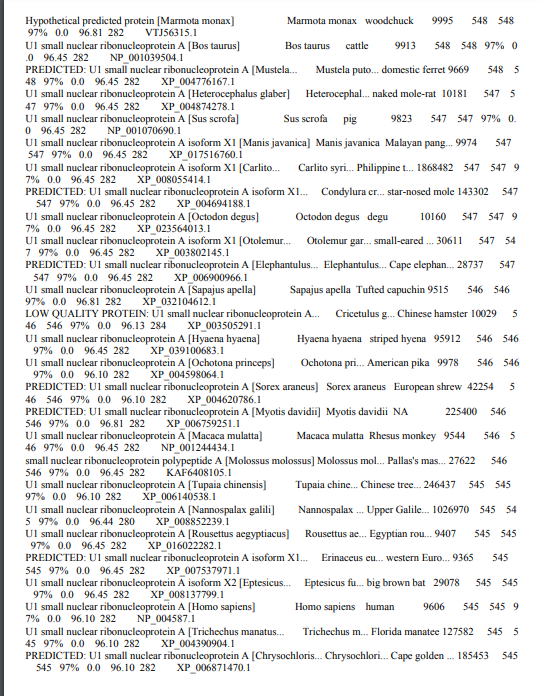 Hypothetical predicted protein [Marmota monax] Marmota monax woodchuck 9995 548 548
97% 0.0 96.81 282 VTJ56315.1
U1 small nuclear ribonucleoprotein A [Bos taurus] Bos taurus cattle 9913 548 548 97% 0
.0 96.45 282 NP_001039504.1
PREDICTED: U1 small nuclear ribonucleoprotein A [Mustela... Mustela puto... domestic ferret 9669 548 5
48 97% 0.0 96.45 282 XP_004776167.1
U1 small nuclear ribonucleoprotein A [Heterocephalus glaber] Heterocephal... naked mole-rat 10181 547 5
47 97% 0.0 96.45 282 XP_004874278.1
U1 small nuclear ribonucleoprotein A [Sus scrofa] Sus scrofa pig 9823 547 547 97% 0.
0 96.45 282 NP_001070690.1
U1 small nuclear ribonucleoprotein A isoform X1 [Manis javanica] Manis javanica Malayan pang... 9974 547
547 97% 0.0 96.45 282 XP_017516760.1
U1 small nuclear ribonucleoprotein A isoform X1 [Carlito... Carlito syri... Philippine t... 1868482 547 547 9
7% 0.0 96.45 282 XP_008055414.1
PREDICTED: U1 small nuclear ribonucleoprotein A isoform X1... Condylura cr... star-nosed mole 143302 547
547 97% 0.0 96.45 282 XP_004694188.1
U1 small nuclear ribonucleoprotein A [Octodon degus] Octodon degus degu 10160 547 547 9
7% 0.0 96.45 282 XP_023564013.1
U1 small nuclear ribonucleoprotein A isoform X1 [Otolemur... Otolemur gar... small-eared ... 30611 547 54
7 97% 0.0 96.45 282 XP_003802145.1
PREDICTED: U1 small nuclear ribonucleoprotein A [Elephantulus... Elephantulus... Cape elephan... 28737 547
547 97% 0.0 96.45 282 XP_006900966.1
U1 small nuclear ribonucleoprotein A [Sapajus apella] Sapajus apella Tufted capuchin 9515 546 546
97% 0.0 96.81 282 XP_032104612.1
LOW QUALITY PROTEIN: U1 small nuclear ribonucleoprotein A... Cricetulus g... Chinese hamster 10029 5
46 546 97% 0.0 96.13 284 XP_003505291.1
U1 small nuclear ribonucleoprotein A [Hyaena hyaena] Hyaena hyaena striped hyena 95912 546 546
97% 0.0 96.45 282 XP_039100683.1
U1 small nuclear ribonucleoprotein A [Ochotona princeps] Ochotona pri... American pika 9978 546 546
97% 0.0 96.10 282 XP_004598064.1
PREDICTED: U1 small nuclear ribonucleoprotein A [Sorex araneus] Sorex araneus European shrew 42254 5
46 546 97% 0.0 96.10 282 XP_004620786.1
PREDICTED: U1 small nuclear ribonucleoprotein A [Myotis davidii] Myotis davidii NA 225400 546
546 97% 0.0 96.81 282 XP_006759251.1
U1 small nuclear ribonucleoprotein A [Macaca mulatta] Macaca mulatta Rhesus monkey 9544 546 5
46 97% 0.0 96.45 282 NP_001244434.1
small nuclear ribonucleoprotein polypeptide A [Molossus molossus] Molossus mol... Pallas's mas... 27622 546
546 97% 0.0 96.45 282 KAF6408105.1
U1 small nuclear ribonucleoprotein A [Tupaia chinensis] Tupaia chine... Chinese tree... 246437 545 545
97% 0.0 96.10 282 XP_006140538.1
U1 small nuclear ribonucleoprotein A [Nannospalax galili] Nannospalax ... Upper Galile... 1026970 545 54
5 97% 0.0 96.44 280 XP_008852239.1
U1 small nuclear ribonucleoprotein A [Rousettus aegyptiacus] Rousettus ae... Egyptian rou... 9407 545 545
97% 0.0 96.45 282 XP_016022282.1
PREDICTED: U1 small nuclear ribonucleoprotein A isoform X1... Erinaceus eu... western Euro... 9365 545
545 97% 0.0 96.45 282 XP_007537971.1
U1 small nuclear ribonucleoprotein A isoform X2 [Eptesicus... Eptesicus fu... big brown bat 29078 545 545
97% 0.0 96.45 282 XP_008137799.1
U1 small nuclear ribonucleoprotein A [Homo sapiens] Homo sapiens human 9606 545 545 9
7% 0.0 96.10 282 NP_004587.1
U1 small nuclear ribonucleoprotein A [Trichechus manatus... Trichechus m... Florida manatee 127582 545 5
45 97% 0.0 96.10 282 XP_004390904.1
PREDICTED: U1 small nuclear ribonucleoprotein A [Chrysochloris... Chrysochlori... Cape golden ... 185453 545
545 97% 0.0 96.10 282 XP_006871470.1